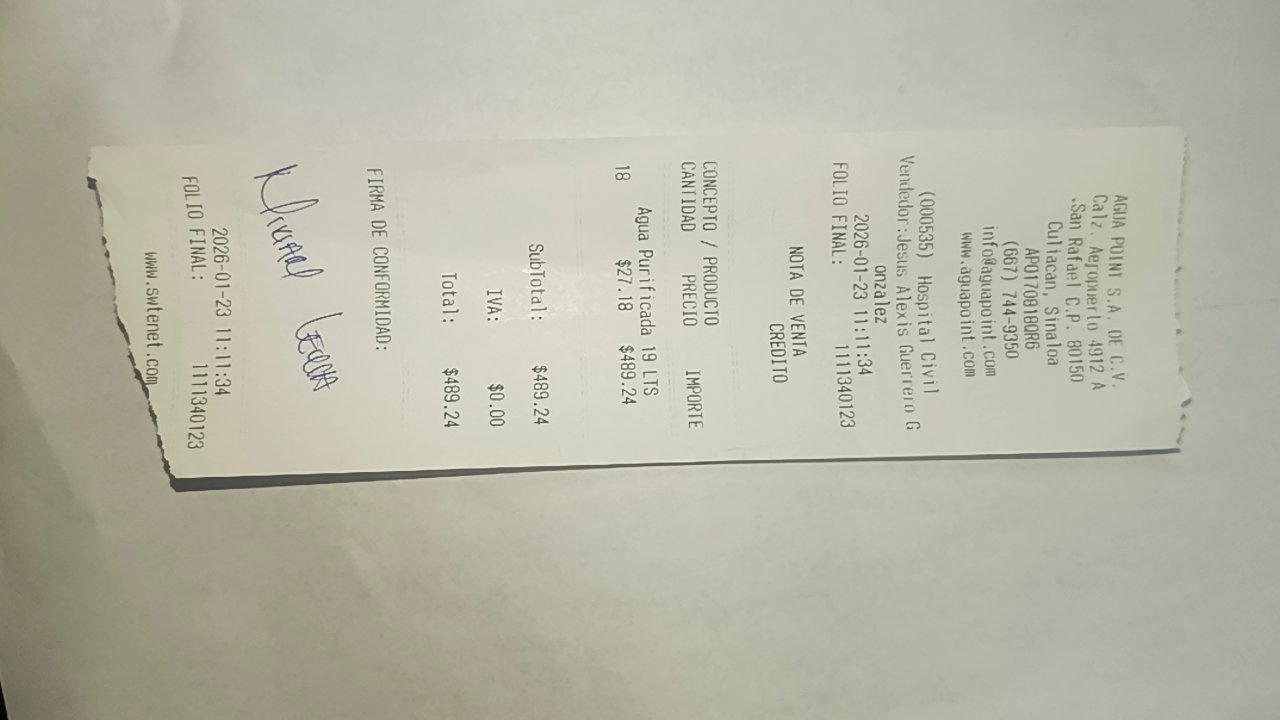 AGUA POINT S.A. DE C.V.
Calz. Aeropuerto 4912 A
.San Rafael C.P. 80150
Culiacan, Sinaloa
APO170918QR6
(667) 744-9350
info@aguapoint.com
www.aguapoint.com
(000535) Hospital Civil
Vendedor:Jesus Alexis Guerrero G
onzalez
2026-01-23 11:11:34
FOLIO FINAL: 1111340123
NOTA DE VENTA
CREDITO
CONCEPTO / PRODUCTO
CANTIDAD PRECIO IMPORTE
Agua Purificada 19 LTS
18 $27.18 $489.24
SubTotal: $489.24
IVA: $0.00
Total: $489.24
FIRMA DE CONFORMIDAD:
2026-01-23 11:11:34
FOLIO FINAL: 1111340123
www.swtenet.com